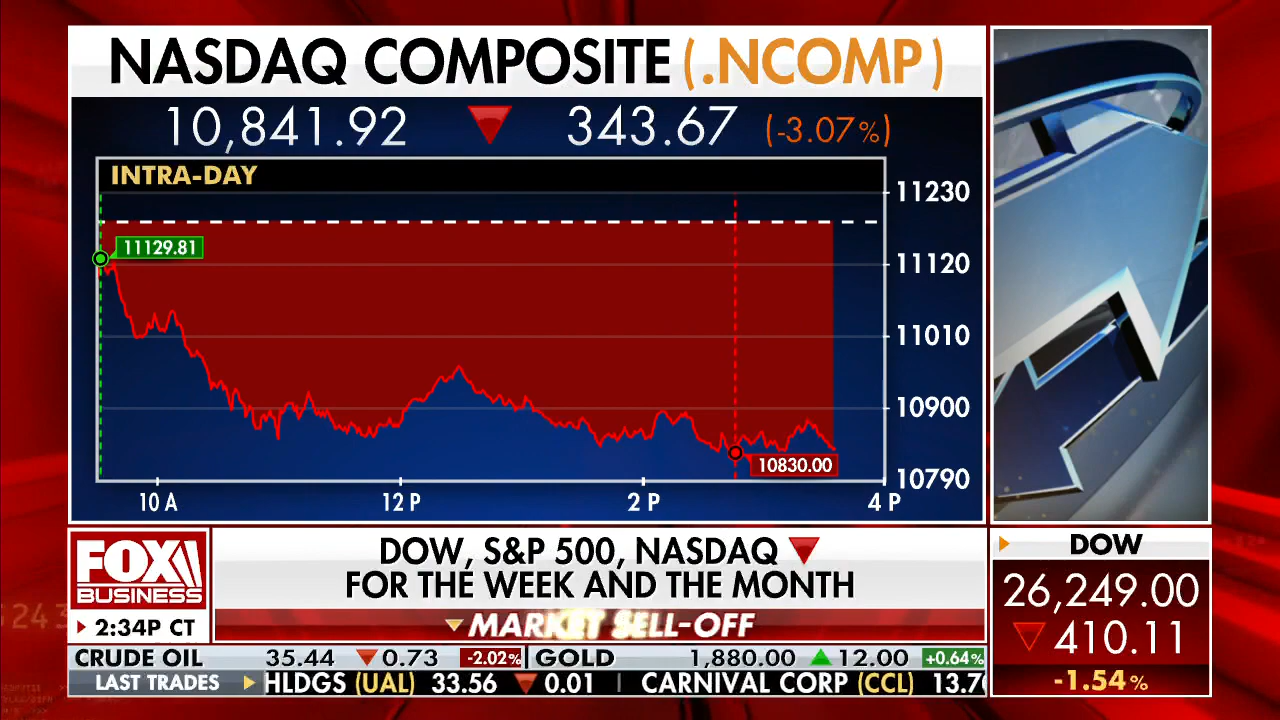 NASDAQ COMPOSITE (.NCOMP)
10,841.92 ▼ 343.67 (-3.07%)
INTRA-DAY
11230
11129.81
11120
11010
10900
10830.00
10790
10 A 12 P 2 P 4 P
FOX BUSINESS
2:34P CT
DOW, S&P 500, NASDAQ ▼
FOR THE WEEK AND THE MONTH
MARKET SELL-OFF
DOW
26,249.00
▽ 410.11
-1.54%
CRUDE OIL 35.44 ▼ 0.73 -2.02% GOLD 1,880.00 ▲ 12.00 +0.64%
LAST TRADES HLDGS (UAL) 33.56 ▼ 0.01 | CARNIVAL CORP (CCL) 13.70